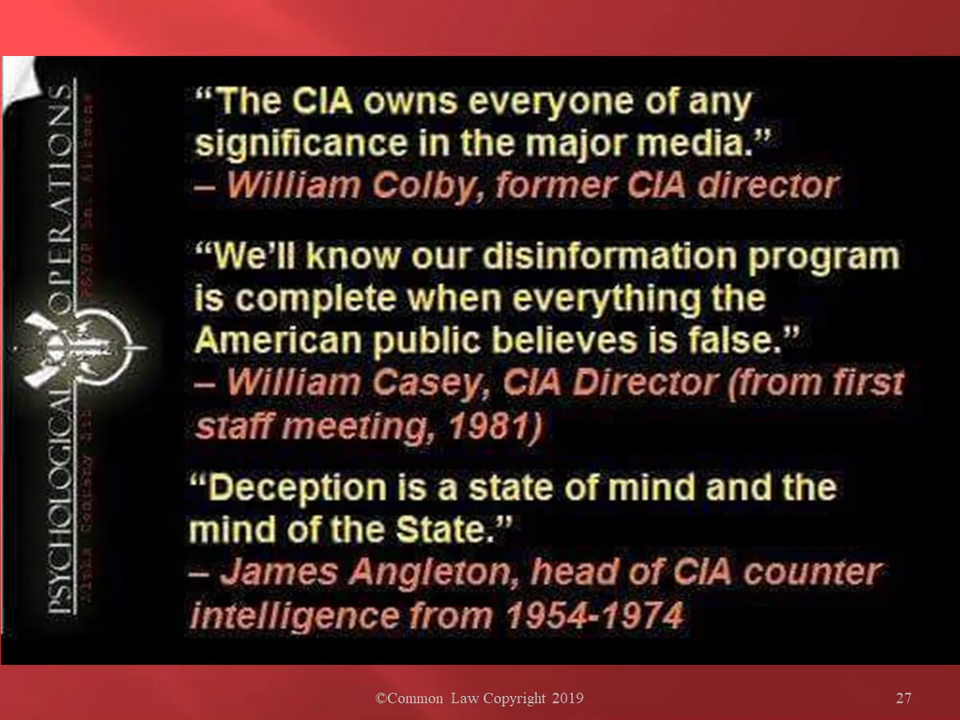 “The CIA owns everyone of any
significance in the major media.”
– William Colby, former CIA director
“We’ll know our disinformation program
is complete when everything the
American public believes is false.”
– William Casey, CIA Director (from first
staff meeting, 1981)
“Deception is a state of mind and the
mind of the State.”
– James Angleton, head of CIA counter
intelligence from 1954-1974
PSYCHOLOGICAL OPERATIONS
©Common Law Copyright 2019
27